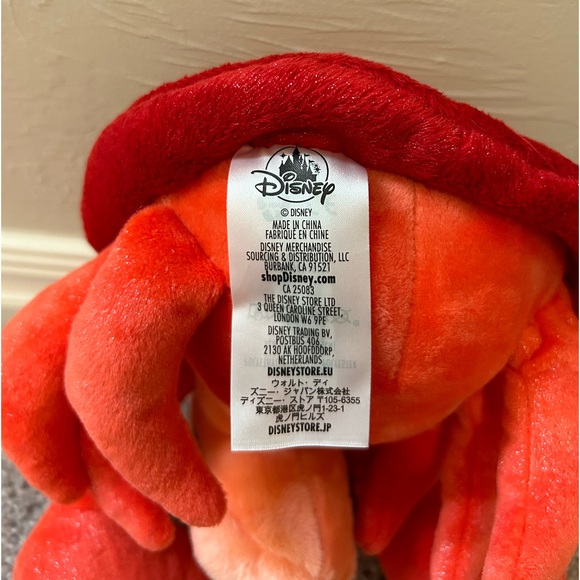 Disney
© DISNEY
MADE IN CHINA
FABRIQUÉ EN CHINE
DISNEY MERCHANDISE
SOURCING & DISTRIBUTION, LLC
BURBANK, CA 91521
shopDisney.com
CA 25083
THE DISNEY STORE LTD
3 QUEEN CAROLINE STREET,
LONDON W6 9PE
DISNEY TRADING BV,
POSTBUS 406,
2130 AK HOOFDDORP,
NETHERLANDS
DISNEYSTORE.EU
ウォルト・ディ
ズニー・ジャパン株式会社
ディズニー・ストア 〒105-6355
東京都港区虎ノ門1-23-1
虎ノ門ヒルズ
DISNEYSTORE.JP